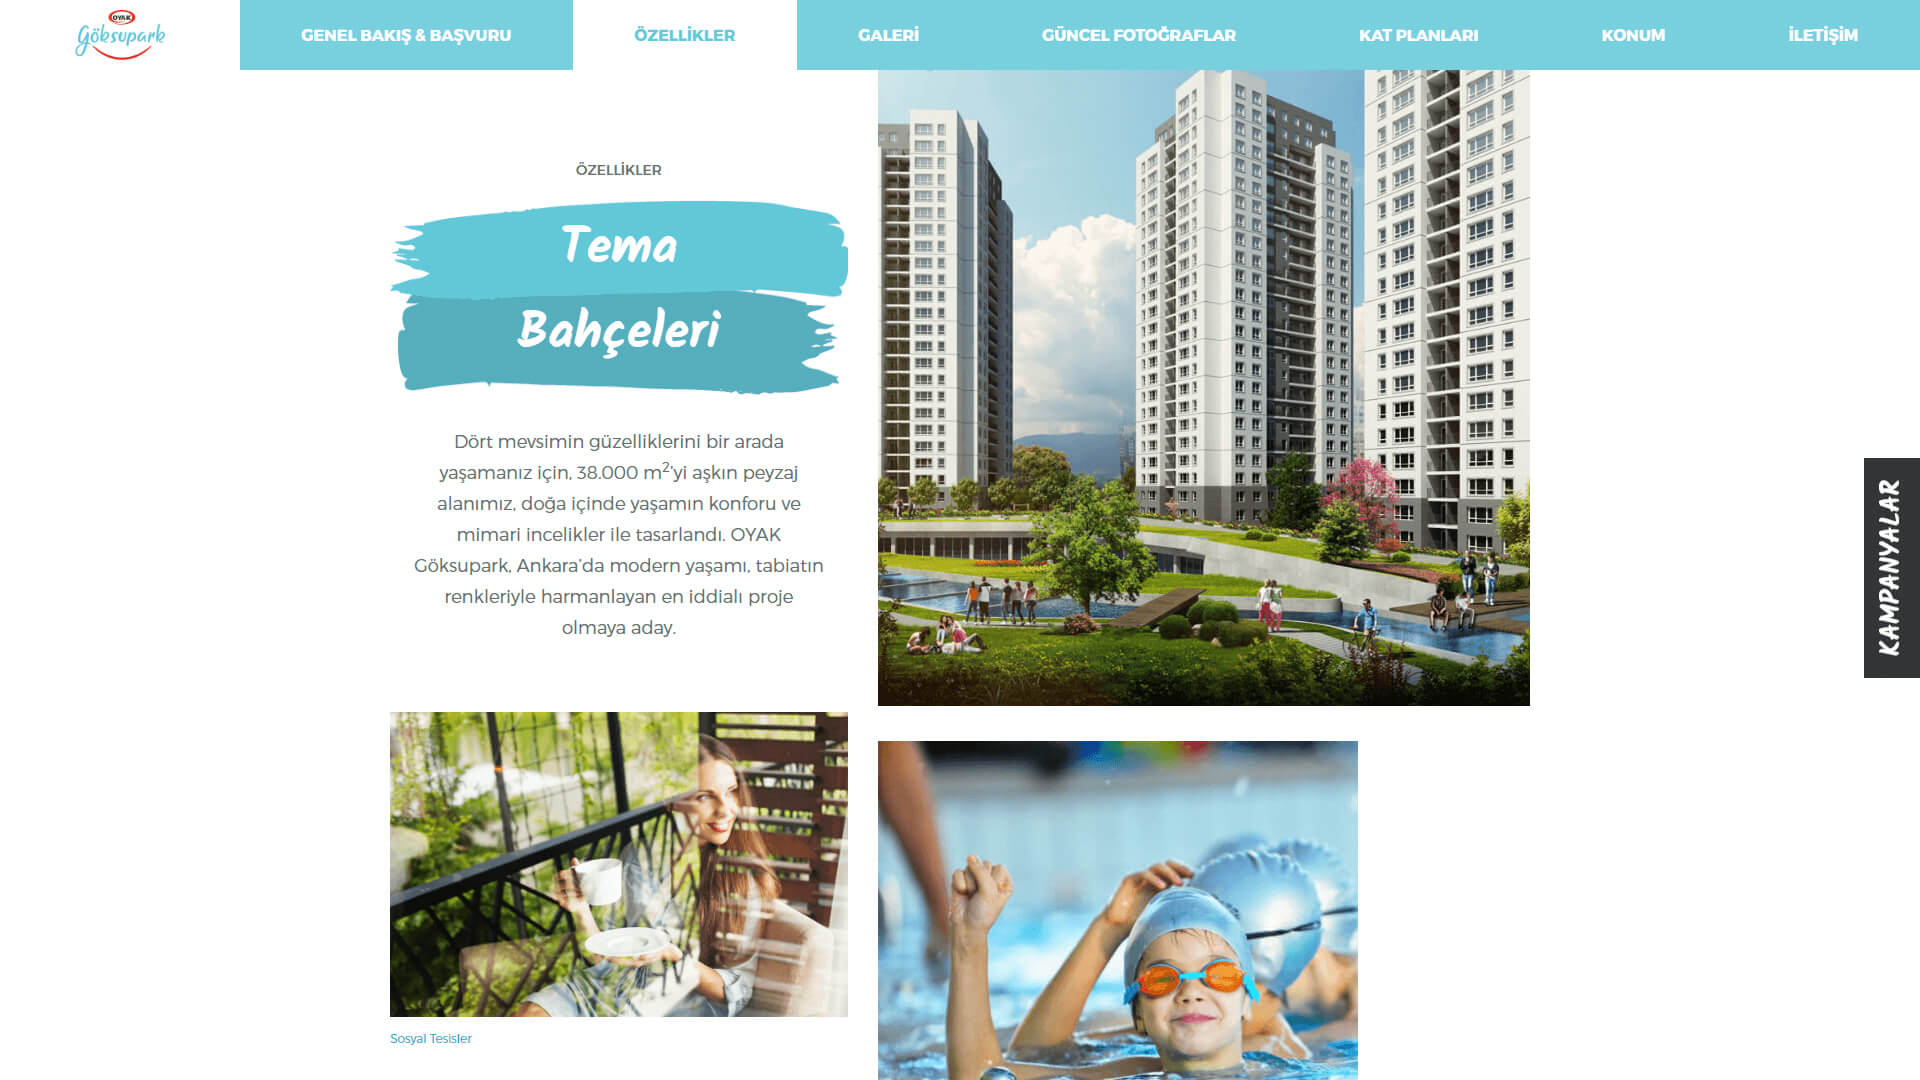 OYAK
Göksupark
GENEL BAKIŞ & BAŞVURU
ÖZELLİKLER
GALERİ
GÜNCEL FOTOĞRAFLAR
KAT PLANLARI
KONUM
İLETİŞİM
ÖZELLİKLER
Tema
Bahçeleri
Dört mevsimin güzelliklerini bir arada
yaşamanız için, 38.000 m²'yi aşkın peyzaj
alanımız, doğa içinde yaşamın konforu ve
mimari incelikler ile tasarlandı. OYAK
Göksupark, Ankara'da modern yaşamı, tabiatın
renkleriyle harmanlayan en iddialı proje
olmaya aday.
KAMPANYALAR
Sosyal Tesisler